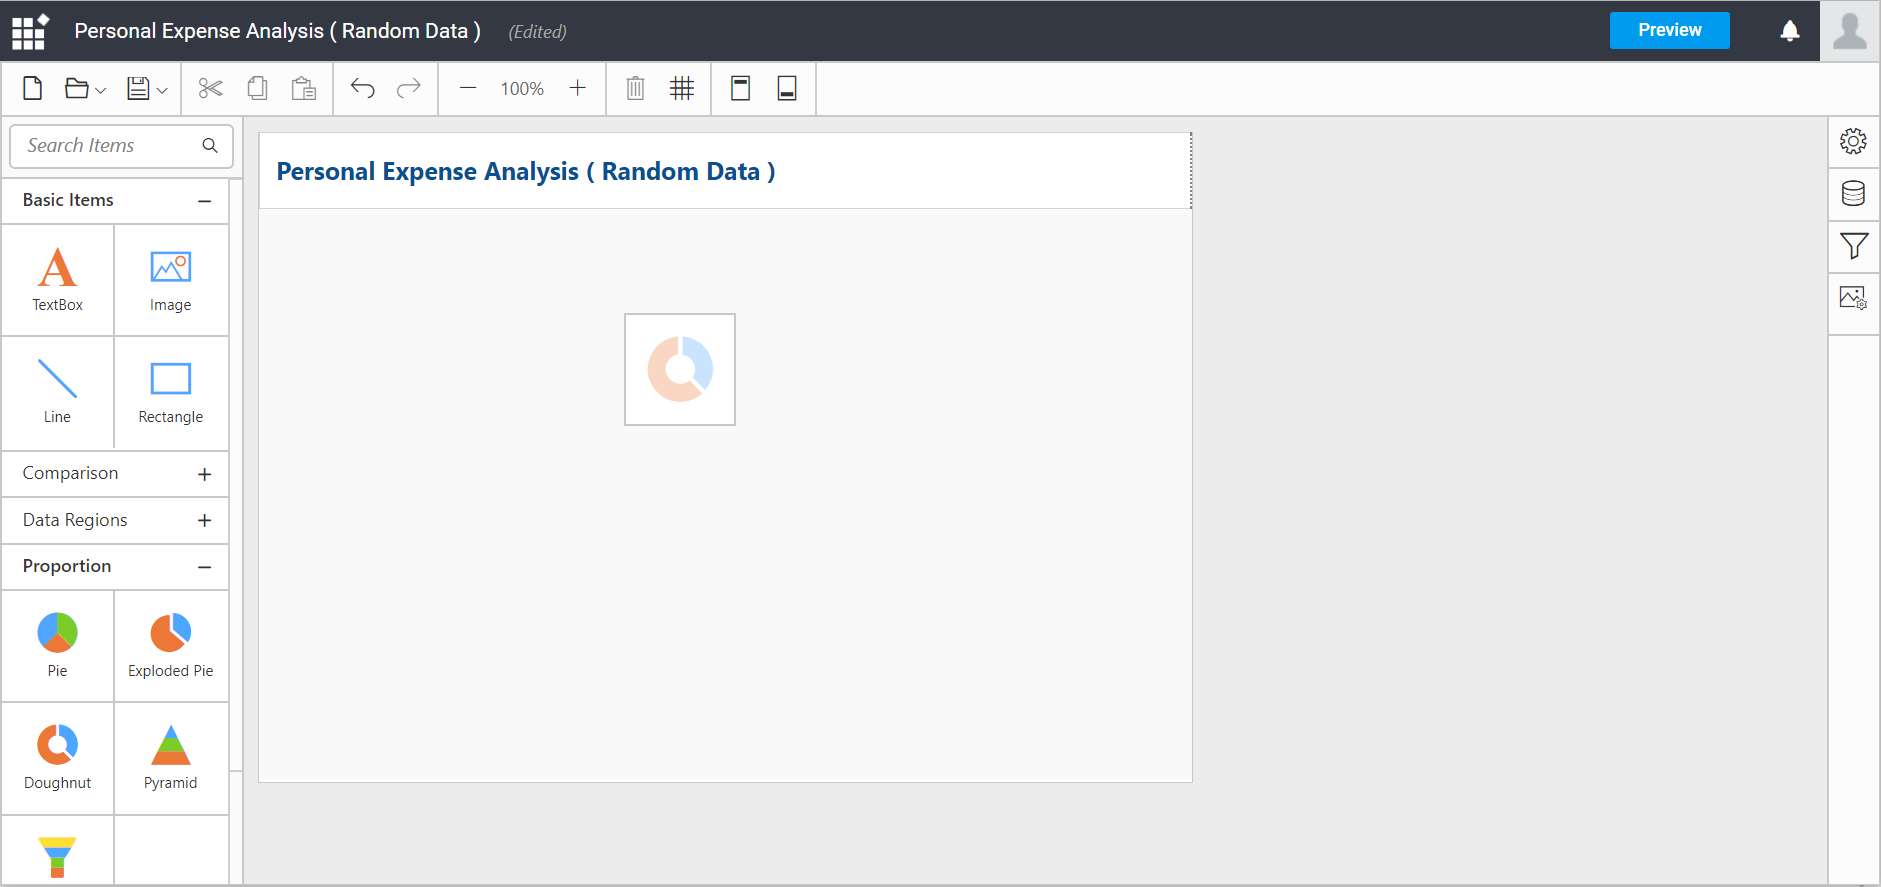 Personal Expense Analysis ( Random Data ) (Edited)
Preview
100%
Search Items
Personal Expense Analysis ( Random Data )
Basic Items
TextBox
Image
Line
Rectangle
Comparison
Data Regions
Proportion
Pie
Exploded Pie
Doughnut
Pyramid